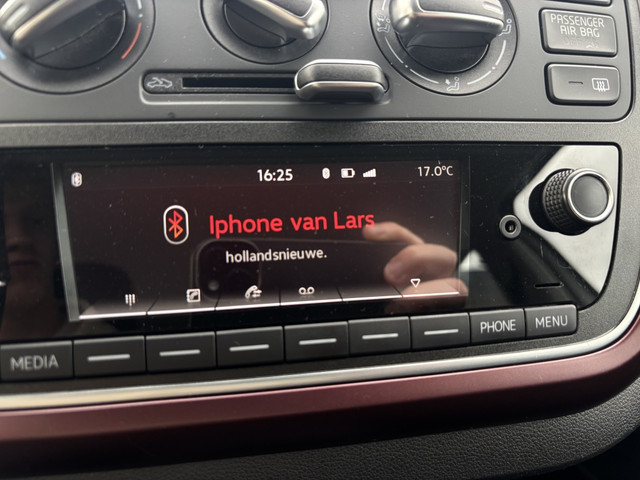 PASSENGER
AIR BAG
16:25
17.0°C
Iphone van Lars
hollandsnieuwe.
MEDIA
PHONE
MENU